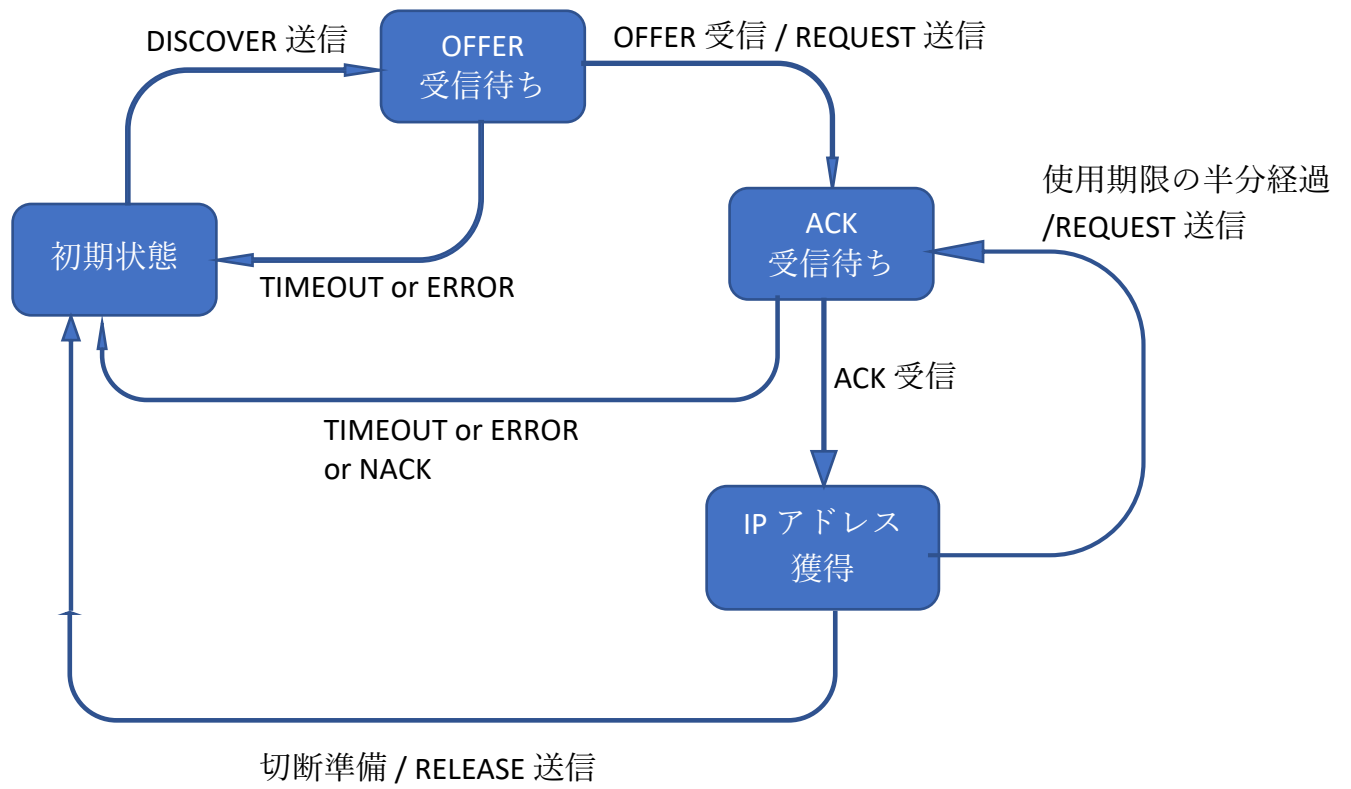 DISCOVER 送信
OFFER
受信待ち
OFFER 受信 / REQUEST 送信
使用期限の半分経過
/REQUEST 送信
ACK
受信待ち
初期状態
TIMEOUT or ERROR
ACK 受信
TIMEOUT or ERROR
or NACK
IP アドレス
獲得
切断準備 / RELEASE 送信